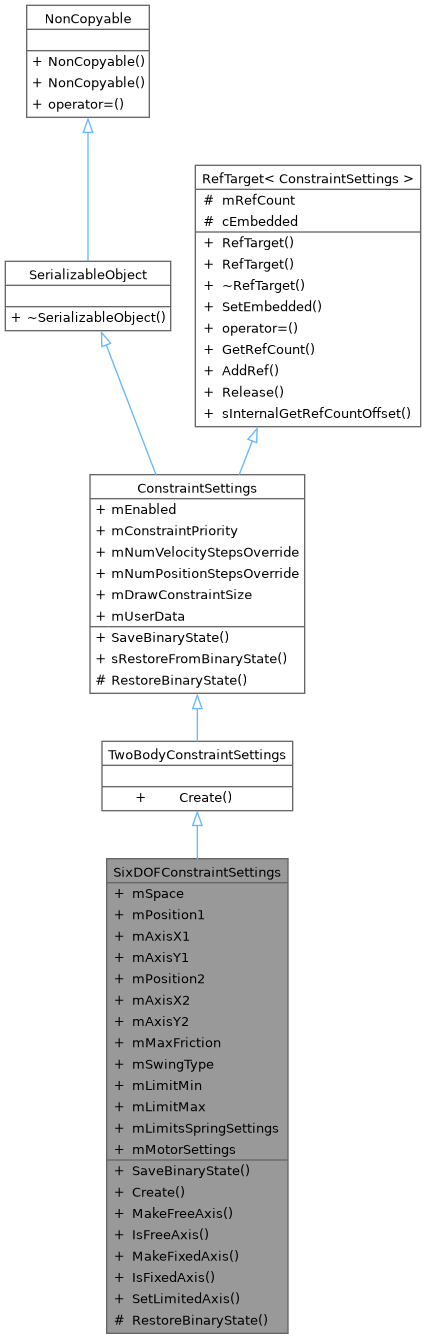 NonCopyable
+ NonCopyable()
+ NonCopyable()
+ operator=()
RefTarget< ConstraintSettings >
# mRefCount
# cEmbedded
+ RefTarget()
+ RefTarget()
+ ~RefTarget()
+ SetEmbedded()
+ operator=()
+ GetRefCount()
+ AddRef()
+ Release()
+ sInternalGetRefCountOffset()
SerializableObject
+ ~SerializableObject()
ConstraintSettings
+ mEnabled
+ mConstraintPriority
+ mNumVelocityStepsOverride
+ mNumPositionStepsOverride
+ mDrawConstraintSize
+ mUserData
+ SaveBinaryState()
+ sRestoreFromBinaryState()
# RestoreBinaryState()
TwoBodyConstraintSettings
+ Create()
SixDOFConstraintSettings
+ mSpace
+ mPosition1
+ mAxisX1
+ mAxisY1
+ mPosition2
+ mAxisX2
+ mAxisY2
+ mMaxFriction
+ mSwingType
+ mLimitMin
+ mLimitMax
+ mLimitsSpringSettings
+ mMotorSettings
+ SaveBinaryState()
+ Create()
+ MakeFreeAxis()
+ IsFreeAxis()
+ MakeFixedAxis()
+ IsFixedAxis()
+ SetLimitedAxis()
# RestoreBinaryState()